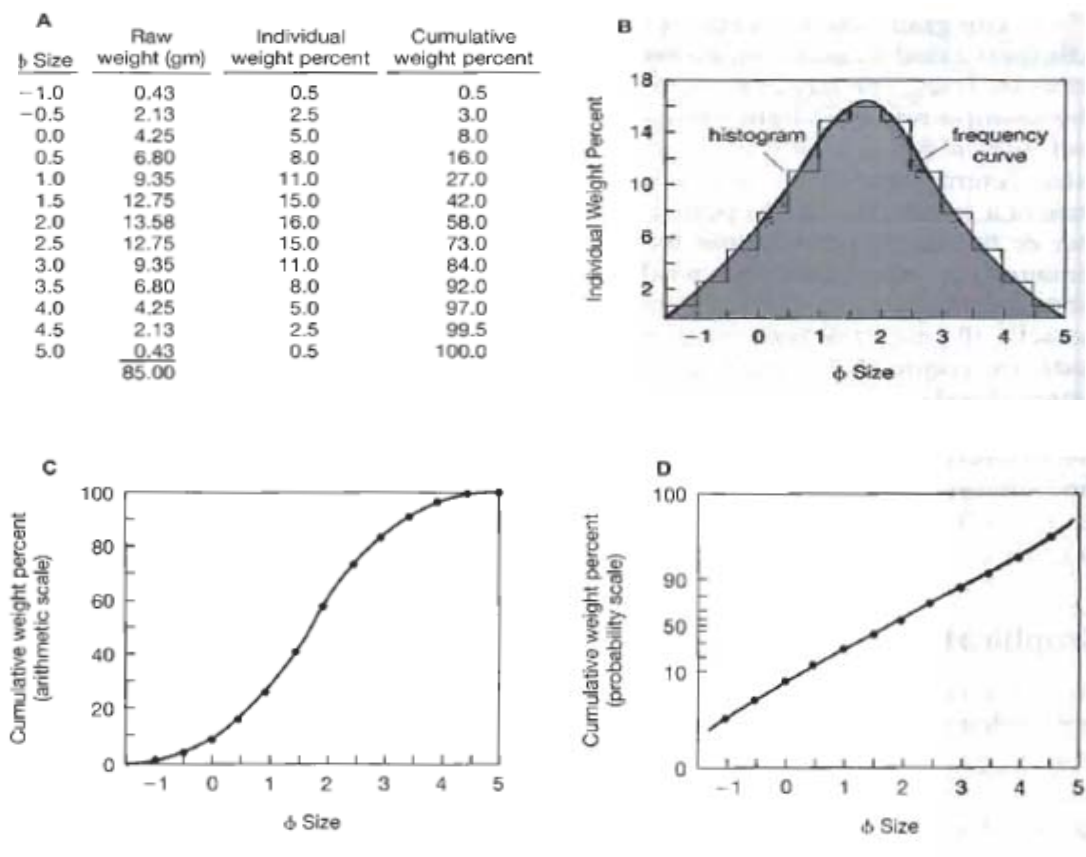 A
Raw Individual Cumulative
ϕ Size weight (gm) weight percent weight percent
−1.0 0.43 0.5 0.5
−0.5 2.13 2.5 3.0
0.0 4.25 5.0 8.0
0.5 6.80 8.0 16.0
1.0 9.35 11.0 27.0
1.5 12.75 15.0 42.0
2.0 13.58 16.0 58.0
2.5 12.75 15.0 73.0
3.0 9.35 11.0 84.0
3.5 6.80 8.0 92.0
4.0 4.25 5.0 97.0
4.5 2.13 2.5 99.5
5.0 0.43 0.5 100.0
85.00
B
Individual Weight Percent
18
14
10
6
2
histogram
frequency
curve
−1 0 1 2 3 4 5
ϕ Size
C
Cumulative weight percent
(arithmetic scale)
100
80
60
40
20
0
−1 0 1 2 3 4 5
ϕ Size
D
Cumulative weight percent
(probability scale)
100
90
50
10
0
−1 0 1 2 3 4 5
ϕ Size